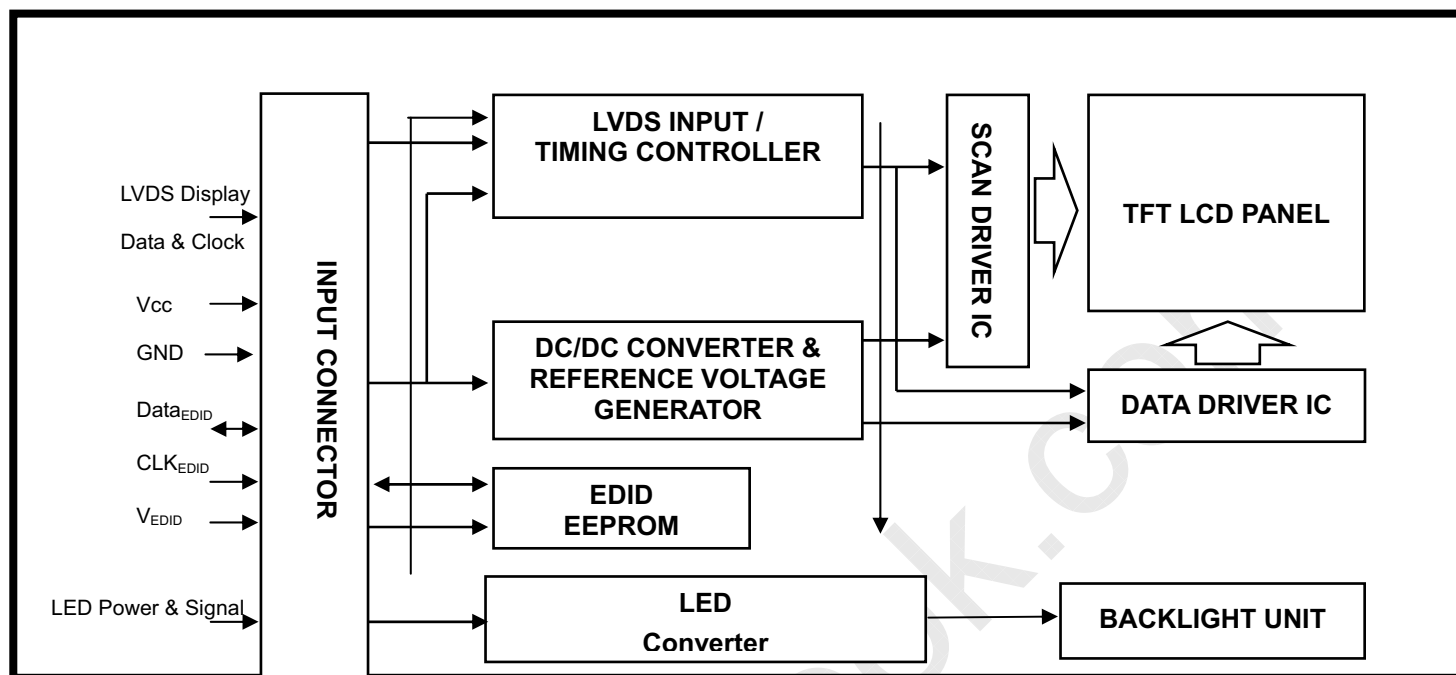 LVDS Display
Data & Clock
Vcc
GND
DataEDID
CLKEDID
VEDID
LED Power & Signal
INPUT CONNECTOR
LVDS INPUT /
TIMING CONTROLLER
DC/DC CONVERTER &
REFERENCE VOLTAGE
GENERATOR
EDID
EEPROM
LED
Converter
SCAN DRIVER IC
TFT LCD PANEL
DATA DRIVER IC
BACKLIGHT UNIT